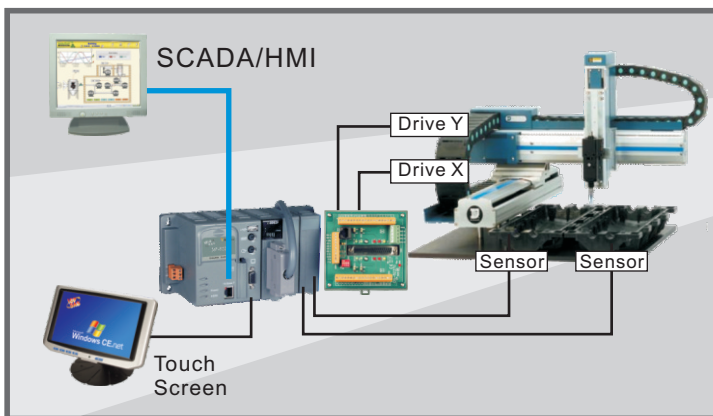 SCADA/HMI
Drive Y
Drive X
Sensor
Sensor
Windows CE.net
Touch
Screen